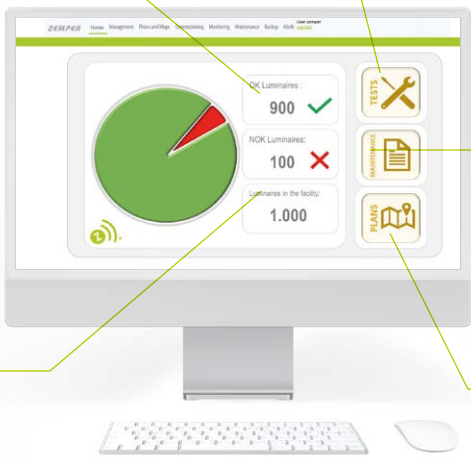 ZEMPER Home Management Floors and Maps Commissioning Monitoring Maintenance Backup About
OK Luminaires :
900
NOK Luminaires:
100
Luminaires in the facility:
1.000
TESTS
MAINTENANCE
PLANS